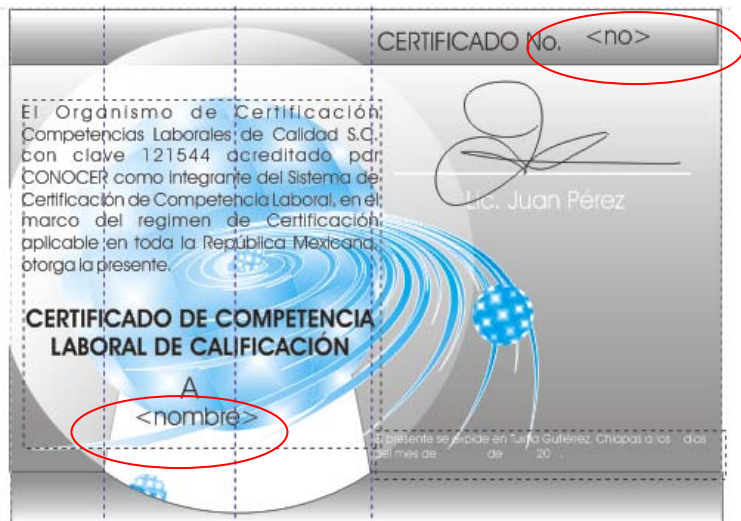 CERTIFICADO No. <no>
El Organismo de Certificación
Competencias Laborales de Calidad S.C.
con clave 121544 acreditado por
CONOCER como integrante del Sistema de
Certificación de Competencia Laboral, en el
marco del regimen de Certificación
aplicable en toda la República Mexicana,
otorga la presente.
CERTIFICADO DE COMPETENCIA
LABORAL DE CALIFICACIÓN
A
<nombre>
Lic. Juan Pérez
El presente se expide en Tuxtla Gutiérrez, Chiapas a los dias
del mes de de 20 .